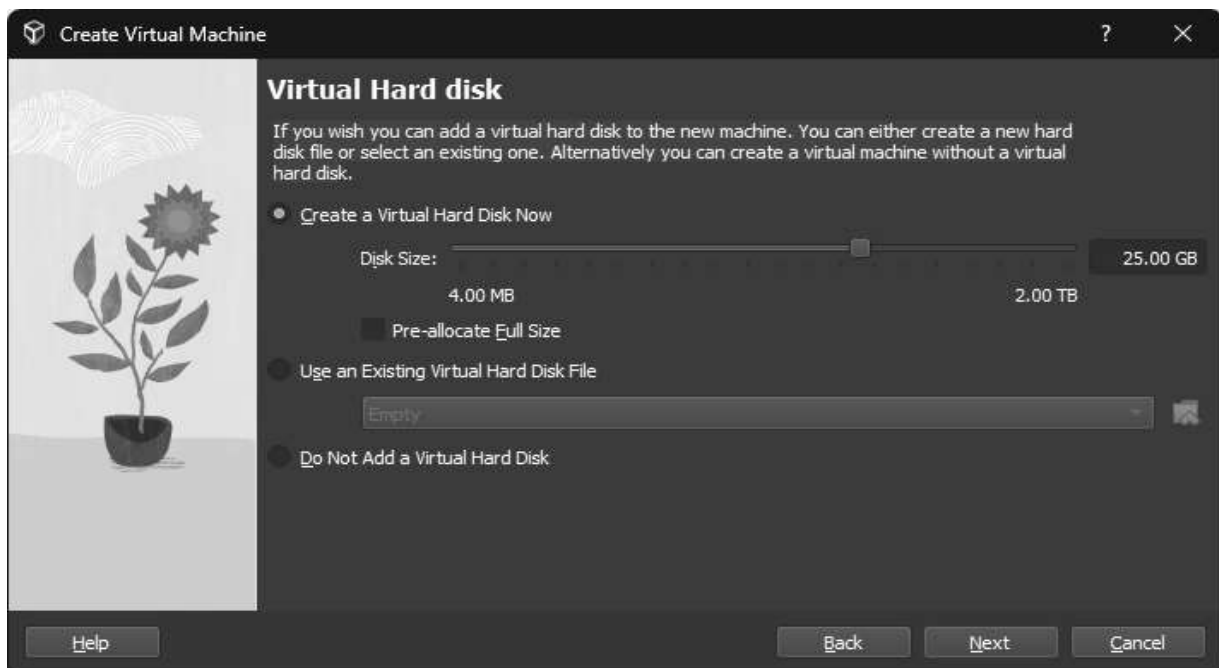 Create Virtual Machine
?
Virtual Hard disk
If you wish you can add a virtual hard disk to the new machine. You can either create a new hard
disk file or select an existing one. Alternatively you can create a virtual machine without a virtual
hard disk.
Create a Virtual Hard Disk Now
Disk Size:
25.00 GB
4.00 MB
2.00 TB
Pre-allocate Full Size
Use an Existing Virtual Hard Disk File
Empty
Do Not Add a Virtual Hard Disk
Help
Back
Next
Cancel